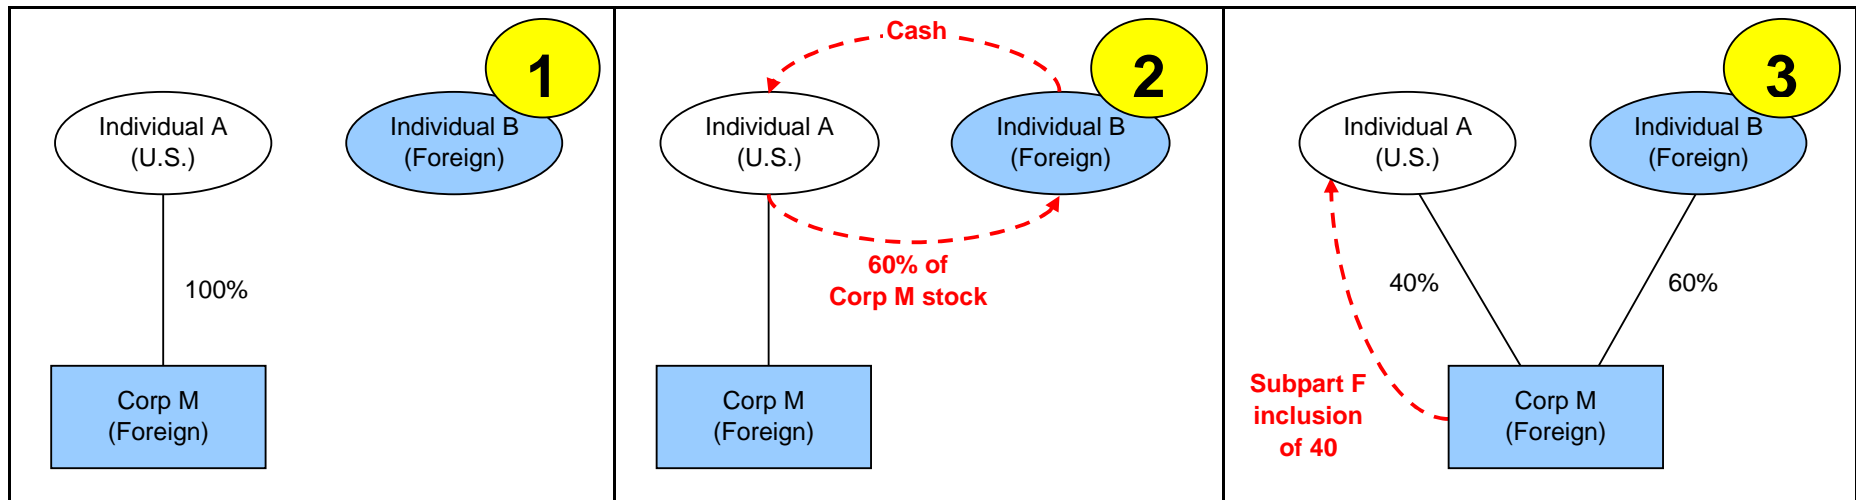 1
Individual A
(U.S.)
Individual B
(Foreign)
100%
Corp M
(Foreign)
2
Cash
Individual A
(U.S.)
Individual B
(Foreign)
60% of
Corp M stock
Corp M
(Foreign)
3
Individual A
(U.S.)
Individual B
(Foreign)
40%
60%
Subpart F
inclusion
of 40
Corp M
(Foreign)